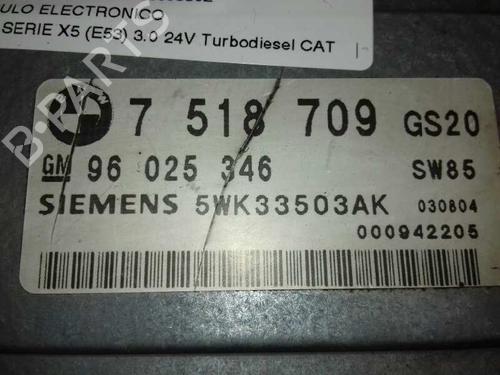 ULO ELECTRONICO
SERIE X5 (E53) 3.0 24V Turbodiesel CAT
BMW 7 518 709 GS20
GM 96 025 346 SW85
SIEMENS 5WK33503AK 030804
000942205
B-PARTS